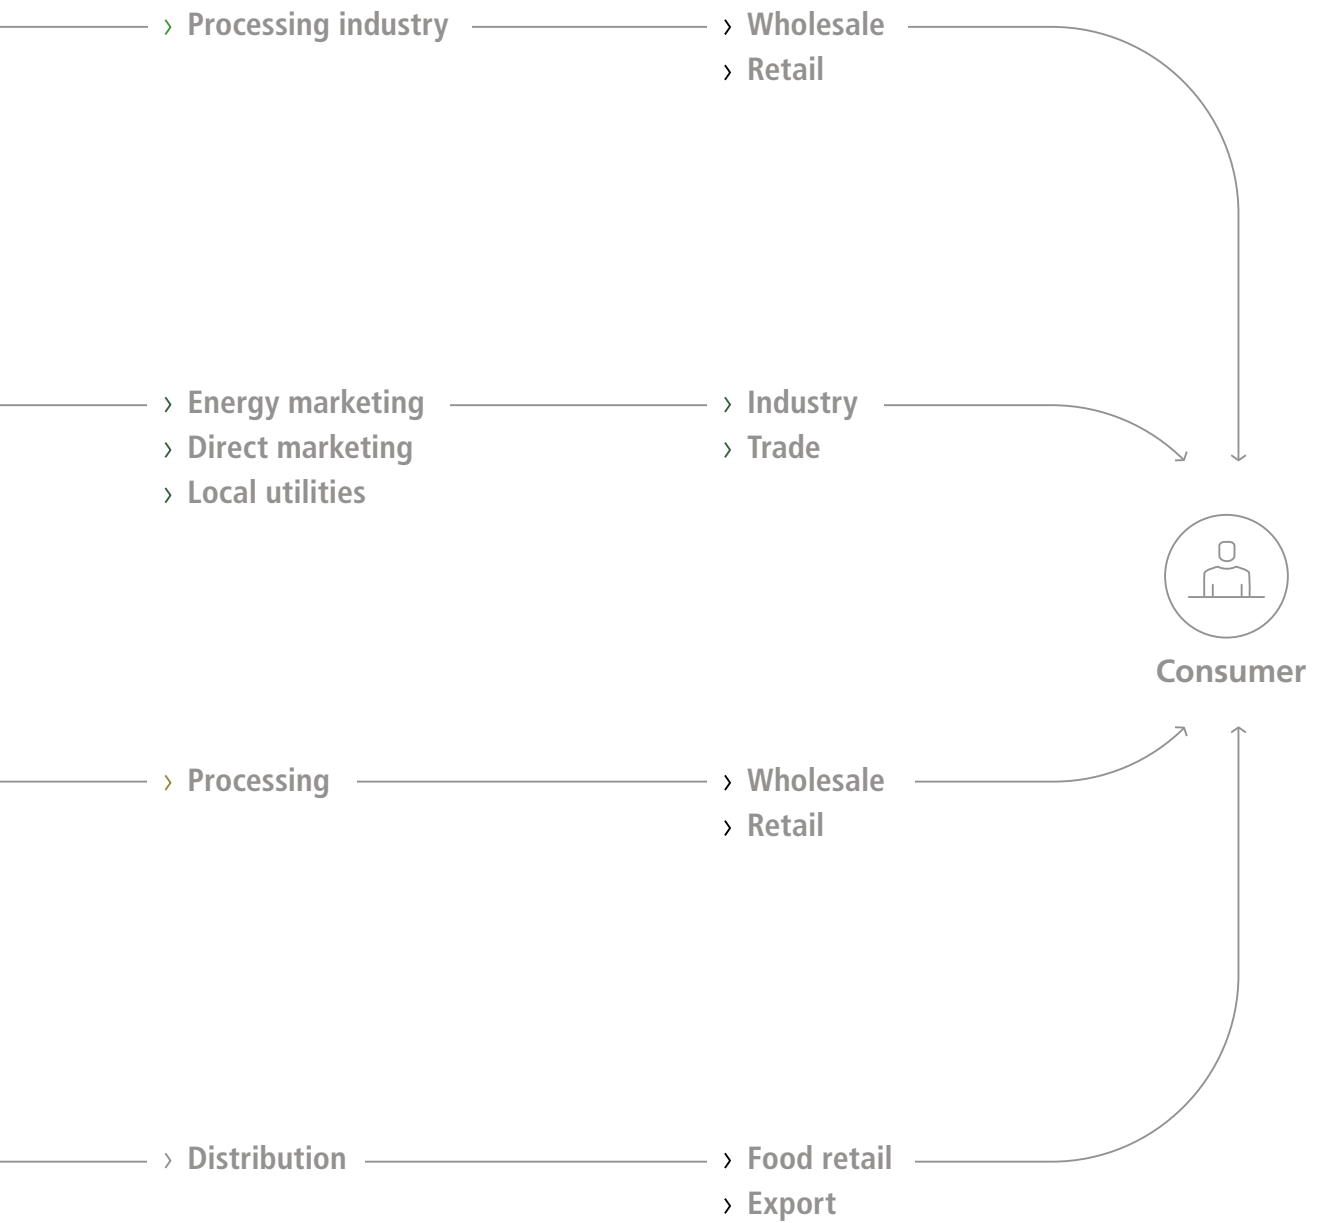 › Processing industry
› Wholesale
› Retail
› Energy marketing
› Industry
› Direct marketing
› Trade
› Local utilities
Consumer
› Processing
› Wholesale
› Retail
› Distribution
› Food retail
› Export